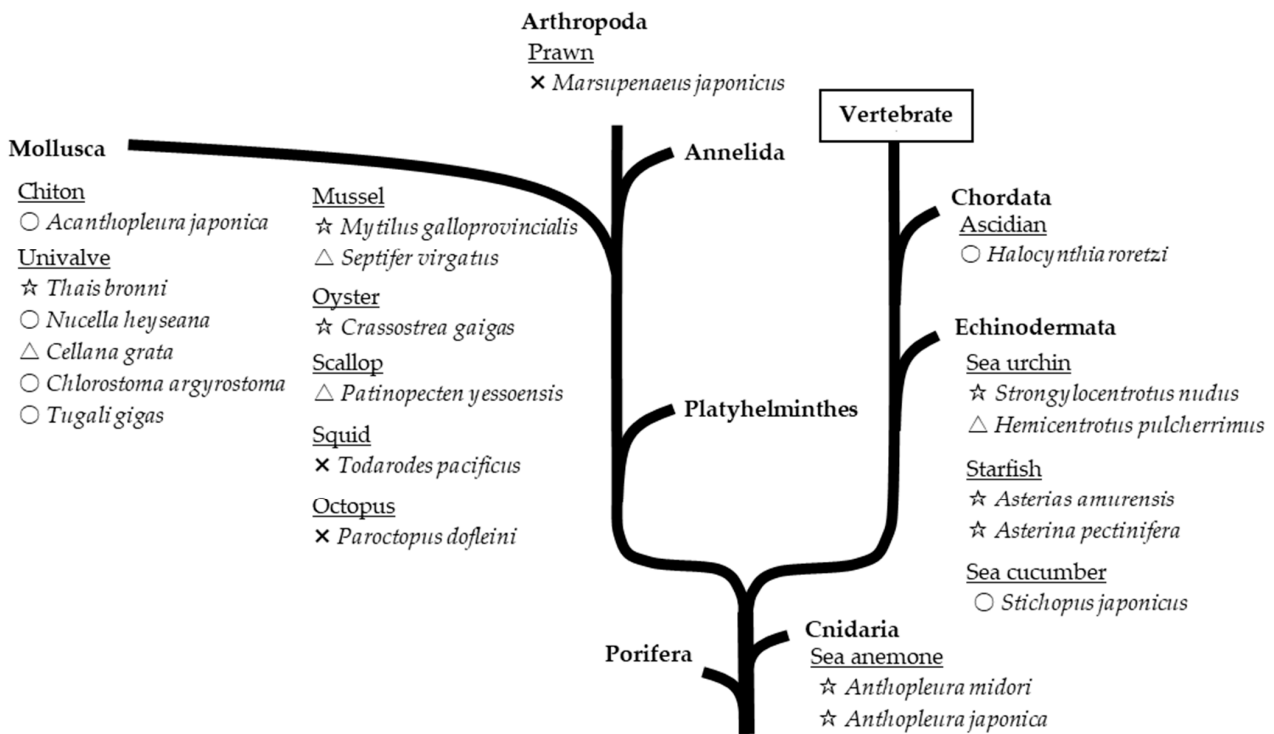 Arthropoda
Prawn
× Marsupenaeus japonicus
Vertebrate
Mollusca
Annelida
Chiton
○ Acanthopleura japonica
Univalve
☆ Thais bronni
○ Nucella heyseana
△ Cellana grata
○ Chlorostoma argyrostoma
○ Tugali gigas
Mussel
☆ Mytilus galloprovincialis
△ Septifer virgatus
Oyster
☆ Crassostrea gaigas
Scallop
△ Patinopecten yessoensis
Squid
× Todarodes pacificus
Octopus
× Paroctopus dofleini
Platyhelminthes
Chordata
Ascidian
○ Halocynthia roretzi
Echinodermata
Sea urchin
☆ Strongylocentrotus nudus
△ Hemicentrotus pulcherrimus
Starfish
☆ Asterias amurensis
☆ Asterina pectinifera
Sea cucumber
○ Stichopus japonicus
Porifera
Cnidaria
Sea anemone
☆ Anthopleura midori
☆ Anthopleura japonica